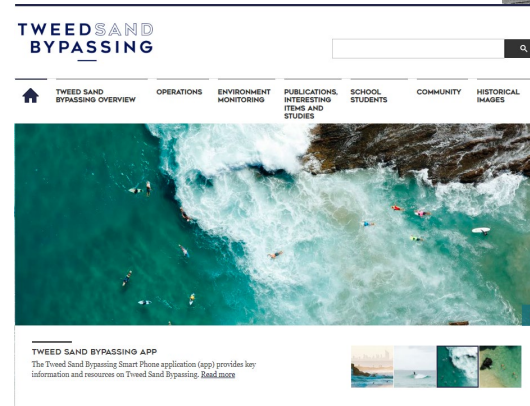 TWEEDSAND
BYPASSING
TWEED SAND
BYPASSING OVERVIEW
OPERATIONS
ENVIRONMENT
MONITORING
PUBLICATIONS,
INTERESTING
ITEMS AND
STUDIES
SCHOOL
STUDENTS
COMMUNITY
HISTORICAL
IMAGES
TWEED SAND BYPASSING APP
The Tweed Sand Bypassing Smart Phone application (app) provides key
information and resources on Tweed Sand Bypassing. Read more